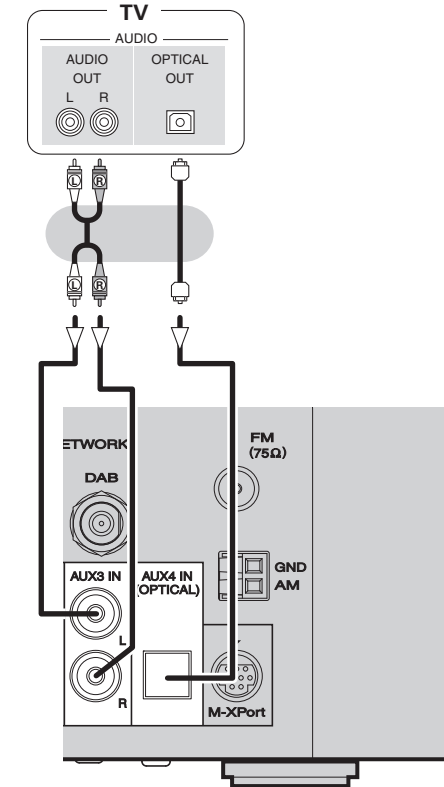 TV
AUDIO
AUDIO
OUT
OPTICAL
OUT
L R
L R
L R
ETWORK
FM
(75Ω)
DAB
GND
AM
AUX3 IN
AUX4 IN
(OPTICAL)
L
R
M-XPort